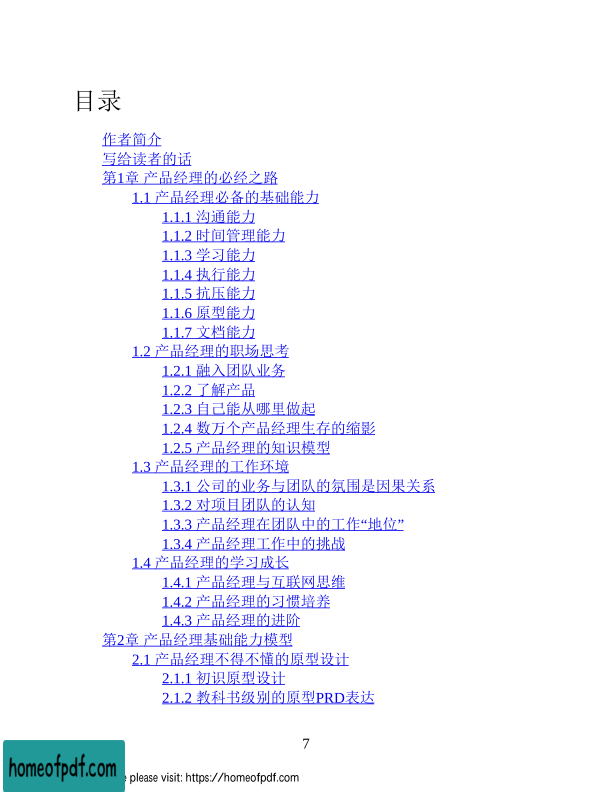 目录
作者简介
写给读者的话
第1章 产品经理的必经之路
1.1 产品经理必备的基础能力
1.1.1 沟通能力
1.1.2 时间管理能力
1.1.3 学习能力
1.1.4 执行能力
1.1.5 抗压能力
1.1.6 原型能力
1.1.7 文档能力
1.2 产品经理的职场思考
1.2.1 融入团队业务
1.2.2 了解产品
1.2.3 自己能从哪里做起
1.2.4 数万个产品经理生存的缩影
1.2.5 产品经理的知识模型
1.3 产品经理的工作环境
1.3.1 公司的业务与团队的氛围是因果关系
1.3.2 对项目团队的认知
1.3.3 产品经理在团队中的工作“地位”
1.3.4 产品经理工作中的挑战
1.4 产品经理的学习成长
1.4.1 产品经理与互联网思维
1.4.2 产品经理的习惯培养
1.4.3 产品经理的进阶
第2章 产品经理基础能力模型
2.1 产品经理不得不懂的原型设计
2.1.1 初识原型设计
2.1.2 教科书级别的原型PRD表达
7
homeofpdf.com
please visit: https://homeofpdf.com